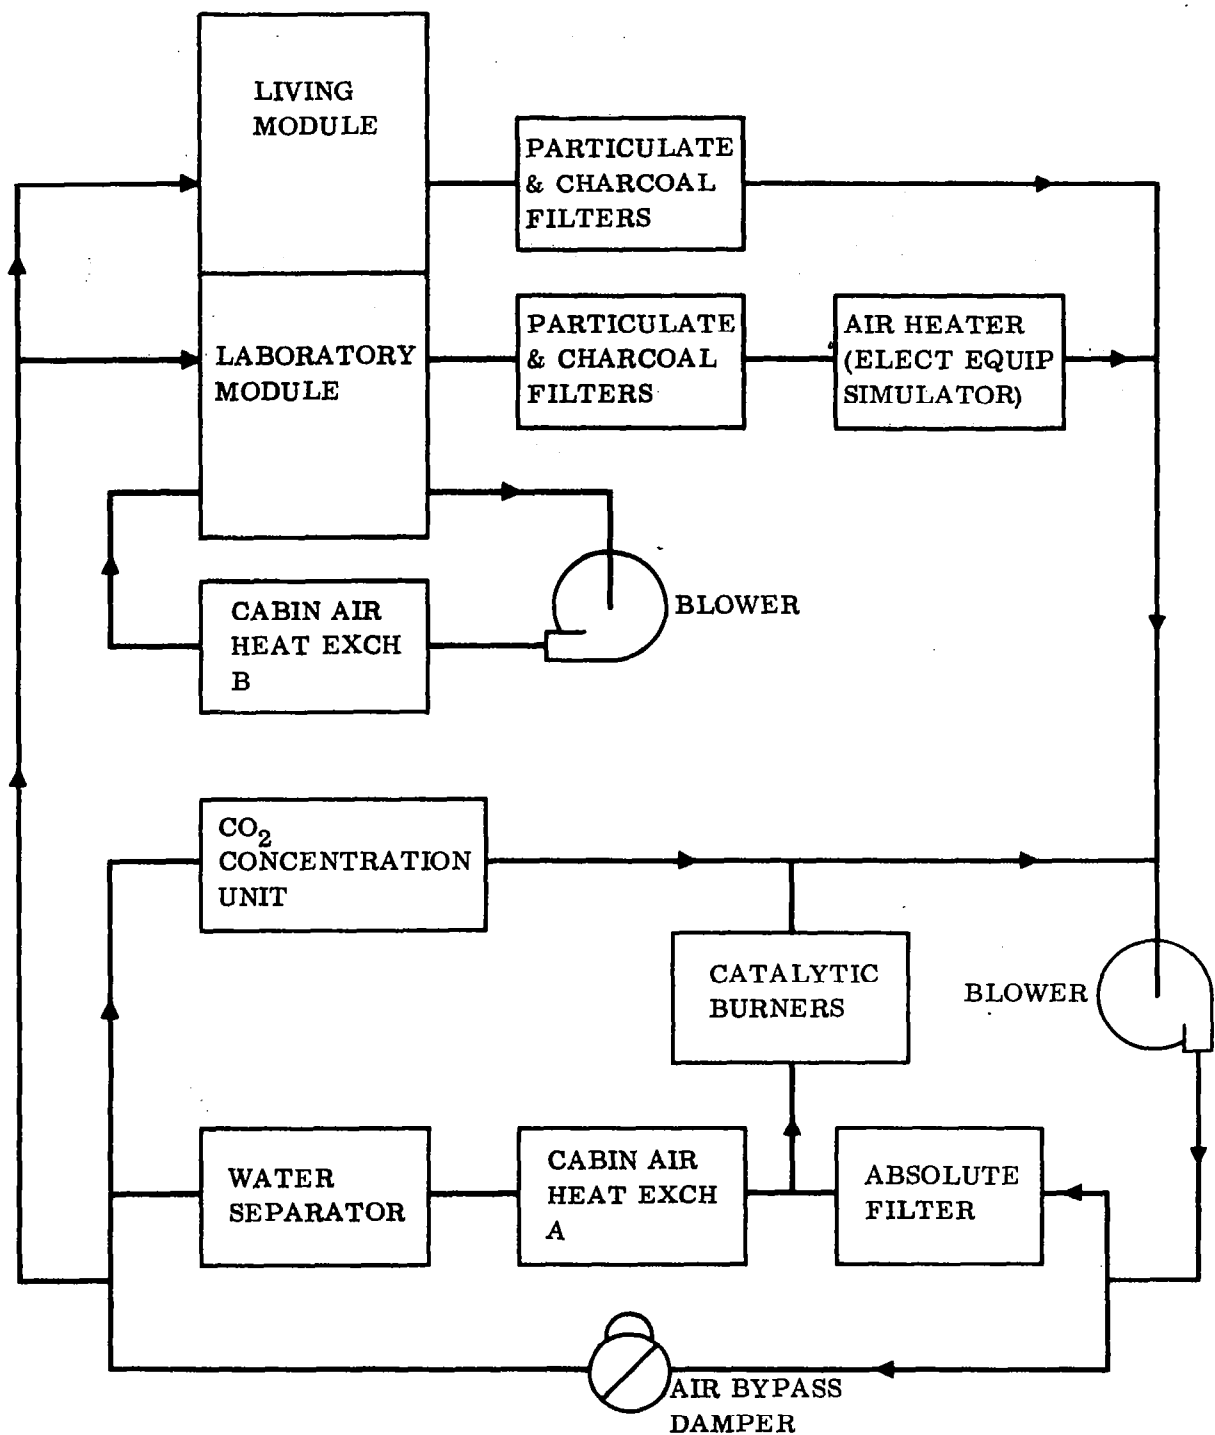 LIVING
MODULE
PARTICULATE
& CHARCOAL
FILTERS
LABORATORY
MODULE
PARTICULATE
& CHARCOAL
FILTERS
AIR HEATER
(ELECT EQUIP
SIMULATOR)
CABIN AIR
HEAT EXCH
B
BLOWER
CO2
CONCENTRATION
UNIT
CATALYTIC
BURNERS
BLOWER
WATER
SEPARATOR
CABIN AIR
HEAT EXCH
A
ABSOLUTE
FILTER
AIR BYPASS
DAMPER